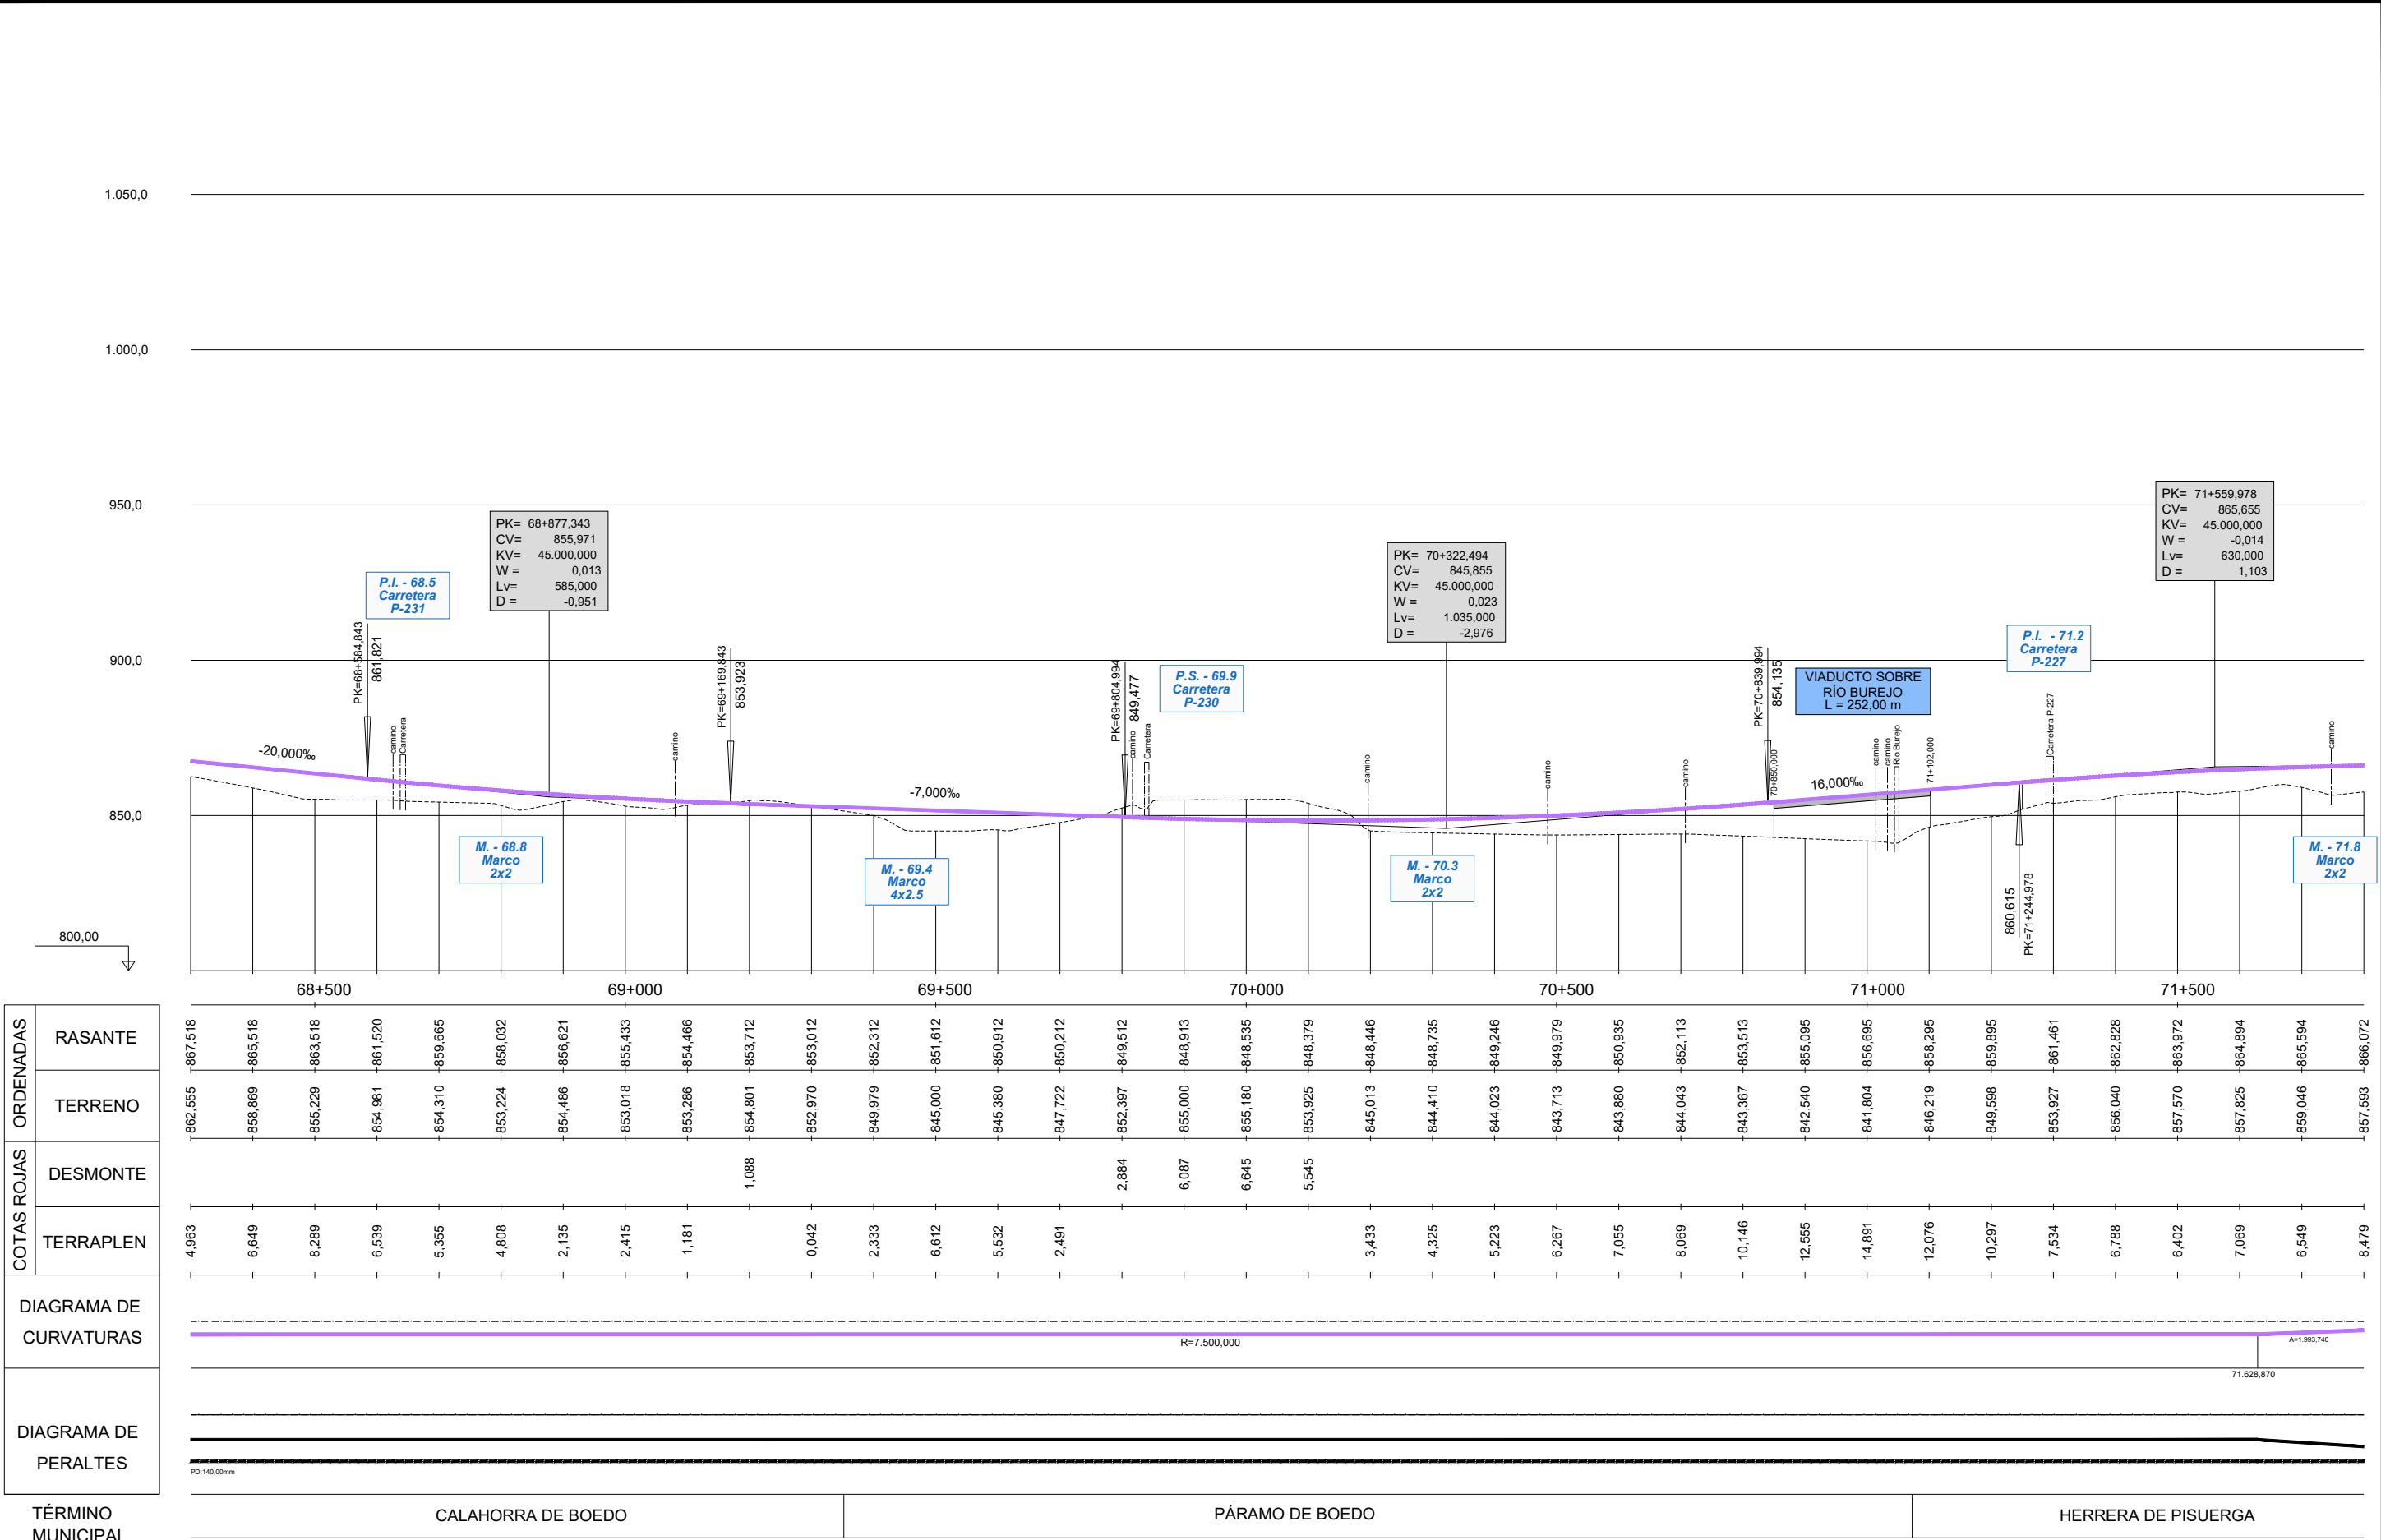 1.050,0
1.000,0
950,0
900,0
850,0
800,00
PK= 68+877,343
CV= 855,971
KV= 45.000,000
W = 0,013
Lv= 585,000
D = -0,951
PK= 70+322,494
CV= 845,855
KV= 45.000,000
W = 0,023
Lv= 1.035,000
D = -2,976
PK= 71+559,978
CV= 865,655
KV= 45.000,000
W = -0,014
Lv= 630,000
D = 1,103
P.I. - 68.5
Carretera
P-231
P.S. - 69.9
Carretera
P-230
P.I. - 71.2
Carretera
P-227
VIADUCTO SOBRE
RÍO BUREJO
L = 252,00 m
PK=68+584,843
861,821
camino
Carretera
camino
PK=69+169,843
853,923
PK=69+804,994
849,477
camino
Carretera
camino
camino
camino
PK=70+839,994
854,135
70+850,000
camino
camino
Río Burejo
71+102,000
860,615
PK=71+244,978
Carretera P-227
camino
-20,000‰
-7,000‰
16,000‰
M. - 68.8
Marco
2x2
M. - 69.4
Marco
4x2.5
M. - 70.3
Marco
2x2
M. - 71.8
Marco
2x2
68+500 69+000 69+500 70+000 70+500 71+000 71+500
ORDENADAS
RASANTE
867,518 865,518 863,518 861,520 859,665 858,032 856,621 855,433 854,466 853,712 853,012 852,312 851,612 850,912 850,212 849,512 848,913 848,535 848,379 848,446 848,735 849,246 849,979 850,935 852,113 853,513 855,095 856,695 858,295 859,895 861,461 862,828 863,972 864,894 865,594 866,072
TERRENO
862,555 858,869 855,229 854,981 854,310 853,224 854,486 853,018 853,286 854,801 852,970 849,979 845,000 845,380 847,722 852,397 855,000 855,180 853,925 845,013 844,410 844,023 843,713 843,880 844,043 843,367 842,540 841,804 846,219 849,598 853,927 856,040 857,570 857,825 859,046 857,593
COTAS ROJAS
DESMONTE
1,088 2,884 6,087 6,645 5,545
TERRAPLEN
4,963 6,649 8,289 6,539 5,355 4,808 2,135 2,415 1,181 0,042 2,333 6,612 5,532 2,491 3,433 4,325 5,223 6,267 7,055 8,069 10,146 12,555 14,891 12,076 10,297 7,534 6,788 6,402 7,069 6,549 8,479
DIAGRAMA DE
CURVATURAS
R=7.500,000
A=1.993,740
71.628,870
DIAGRAMA DE
PERALTES
PD:140,00mm
TÉRMINO
MUNICIPAL
CALAHORRA DE BOEDO PÁRAMO DE BOEDO HERRERA DE PISUERGA